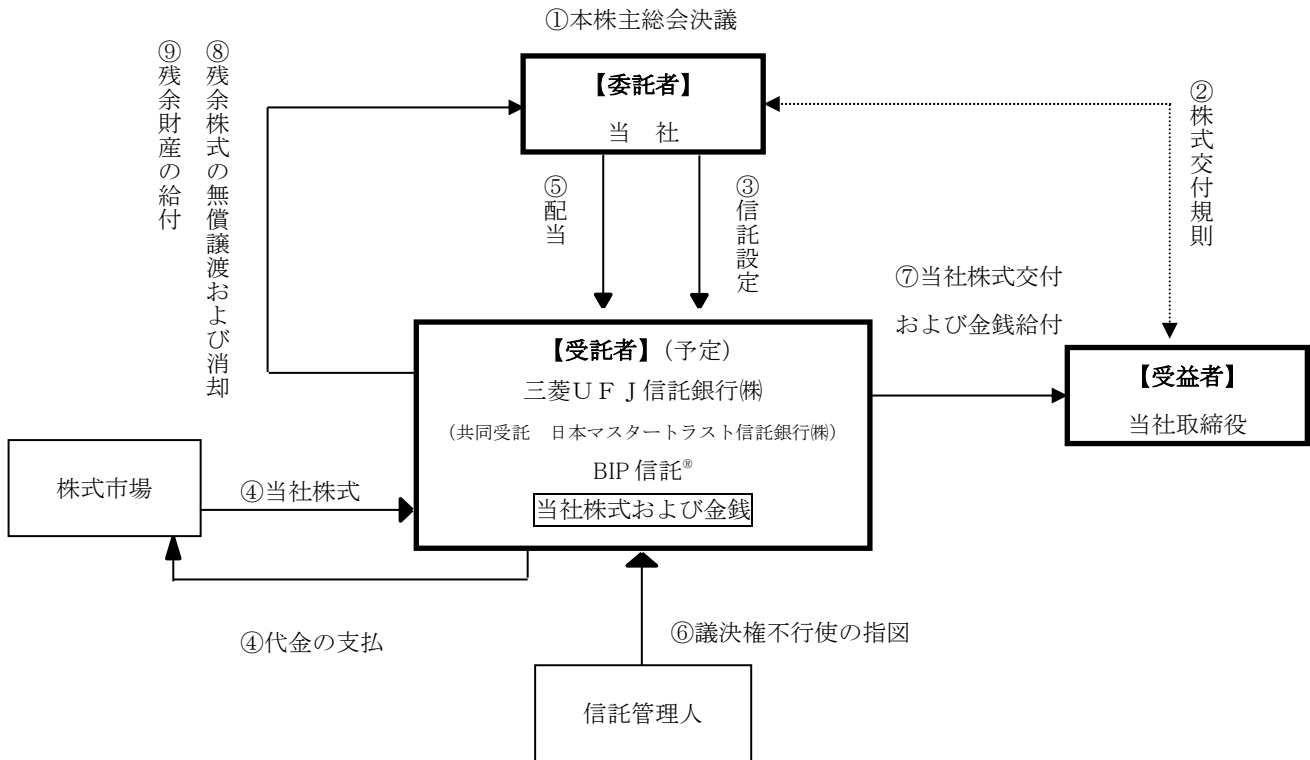 ①本株主総会決議
⑨残余財産の給付
⑧残余株式の無償譲渡および消却
【委託者】
当　社
②株式交付規則
⑤配当
③信託設定
⑦当社株式交付
および金銭給付
【受託者】（予定）
三菱ＵＦＪ信託銀行㈱
（共同受託　日本マスタートラスト信託銀行㈱）
BIP信託®
当社株式および金銭
【受益者】
当社取締役
株式市場
④当社株式
④代金の支払
⑥議決権不行使の指図
信託管理人